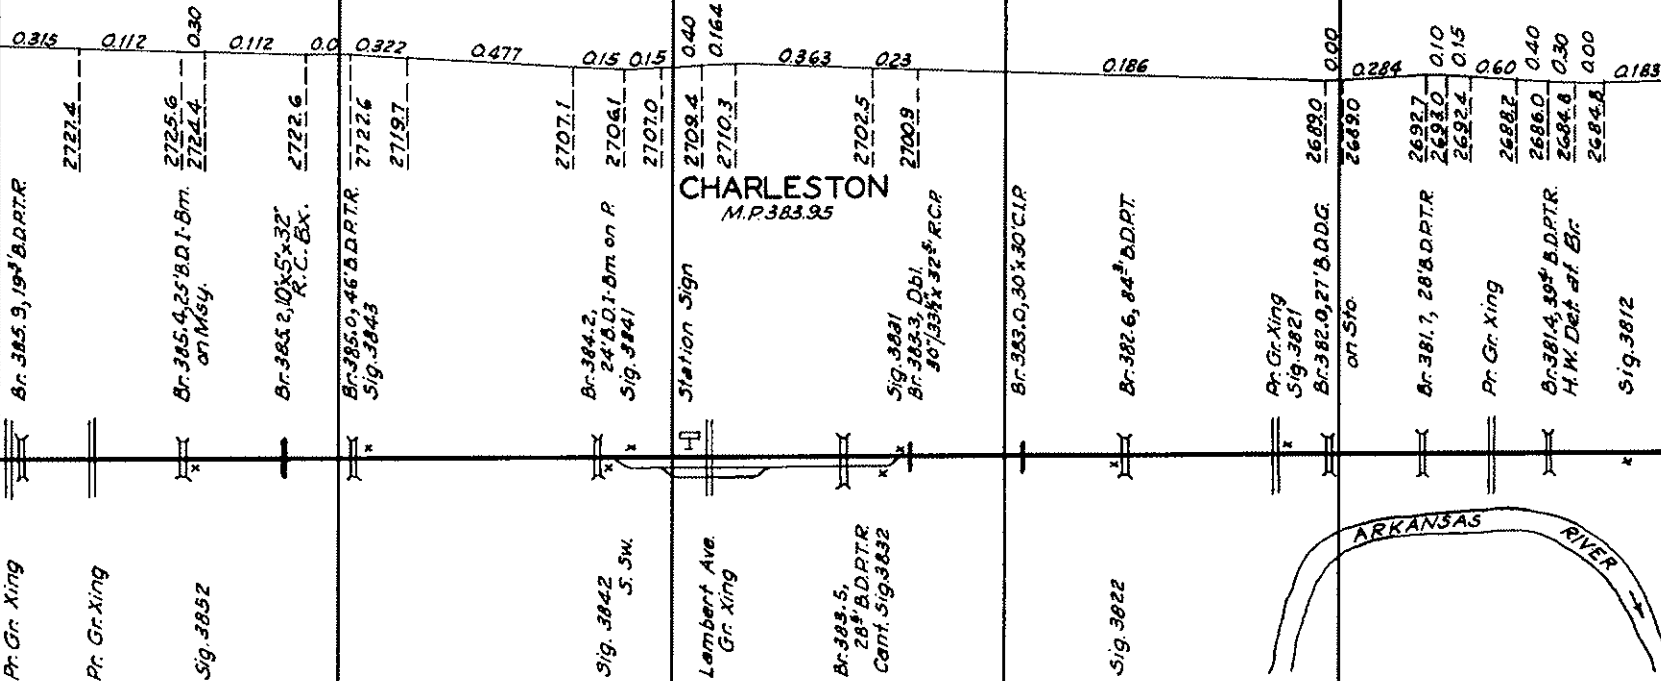 0.315 0.112 0.30 0.112 0.0 0.322 0.477 0.15 0.15 0.40 0.164 0.363 0.23 0.186 0.00 0.284 0.10 0.15 0.60 0.40 0.30 0.00 0.183
2727.4 2725.6 2724.4 2722.6 2722.6 2719.7 2707.1 2706.1 2707.0 2709.4 2710.3 2702.5 2700.9 2689.0 2689.0 2692.7 2693.0 2692.4 2688.2 2686.0 2684.8 2684.8
CHARLESTON
M.P. 383.95
Br. 385.9, 19³' B.D.P.T.R.
Br. 385.4, 25' B.D. I-Bm.
on Msy.
Br. 385.2, 10'x5'x32'
R.C. Bx.
Br. 385.0, 46' B.D.P.T.R.
Sig. 3843
Br. 384.2,
24' B.D. I-Bm. on P.
Sig. 3841
Station Sign
Sig. 3831
Br. 383.3, Dbl.
R.C.P.
Br. 383.0, 30"x30' C.I.P.
Br. 382.6, 84³' B.D.P.T.
Pr. Gr. Xing
Sig. 3821
Br. 382.0, 27' B.D.D.G.
on Sto.
Br. 381.7, 28' B.D.P.T.R.
Pr. Gr. Xing
Br. 381.4, 39⁴' B.D.P.T.R.
H.W. Det. at Br.
Sig. 3812
ARKANSAS RIVER
Pr. Gr. Xing
Pr. Gr. Xing
Sig. 3852
Sig. 3842
S. Sw.
Lambert Ave.
Gr. Xing
Br. 383.5,
B.D.P.T.R.
Cant. Sig. 3832
Sig. 3822